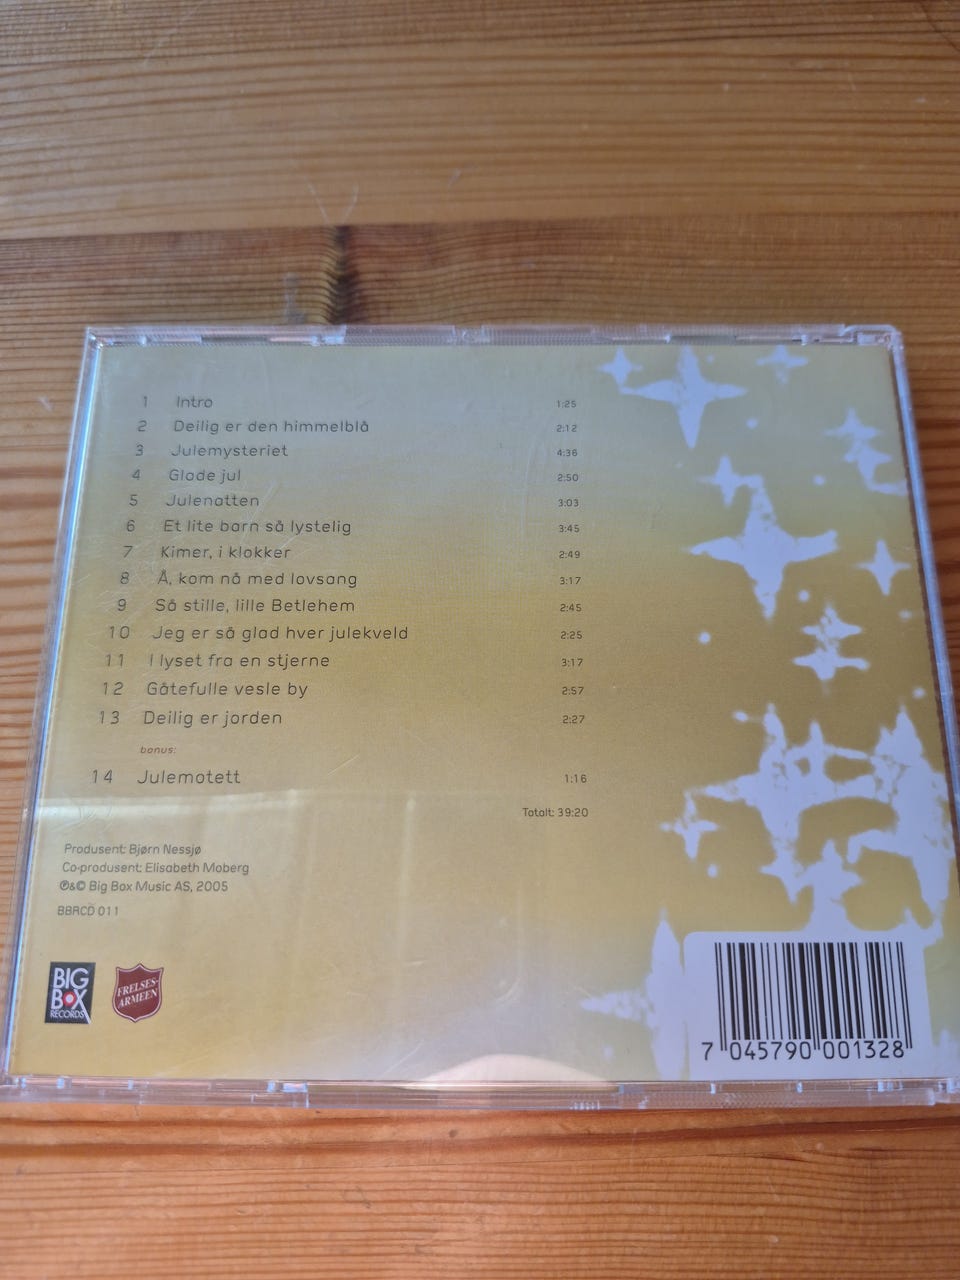 1 Intro 1:25
2 Deilig er den himmelblå 2:12
3 Julemysteriet 4:36
4 Glade jul 2:50
5 Julenatten 3:03
6 Et lite barn så lystelig 3:45
7 Kimer, i klokker 2:49
8 Å, kom nå med lovsang 3:17
9 Så stille, lille Betlehem 2:45
10 Jeg er så glad hver julekveld 2:25
11 I lyset fra en stjerne 3:17
12 Gåtefulle vesle by 2:57
13 Deilig er jorden 2:27
bonus:
14 Julemotett 1:16
Totalt: 39:20
Produsent: Bjørn Nessjø
Co-produsent: Elisabeth Moberg
℗&© Big Box Music AS, 2005
BBRCD 011
BIG
BOX
RECORDS
FRELSES-
ARMEEN
7 045790 001328